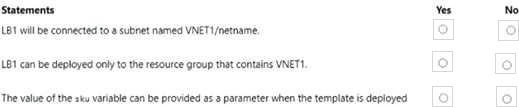 Statements Yes No
LB1 will be connected to a subnet named VNET1/netname.
LB1 can be deployed only to the resource group that contains VNET1.
The value of the sku variable can be provided as a parameter when the template is deployed